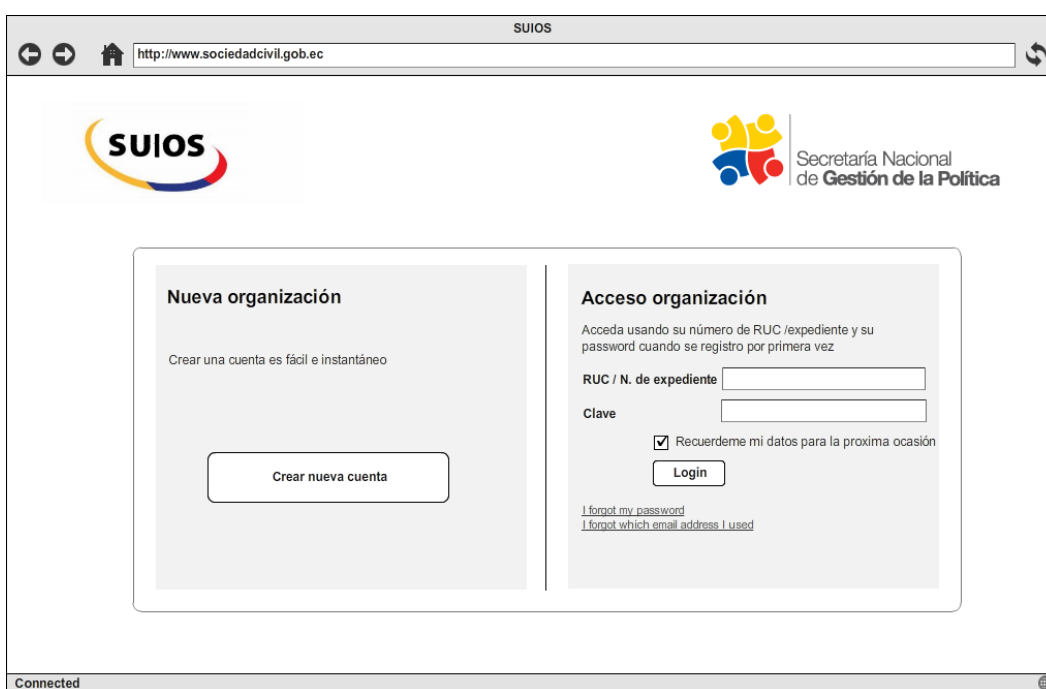 SUIOS
http://www.sociedadcivil.gob.ec
SUIOS
Secretaría Nacional
de Gestión de la Política
Nueva organización
Crear una cuenta es fácil e instantáneo
Crear nueva cuenta
Acceso organización
Acceda usando su número de RUC /expediente y su
password cuando se registro por primera vez
RUC / N. de expediente
Clave
Recuerdeme mi datos para la proxima ocasión
Login
I forgot my password
I forgot which email address I used
Connected